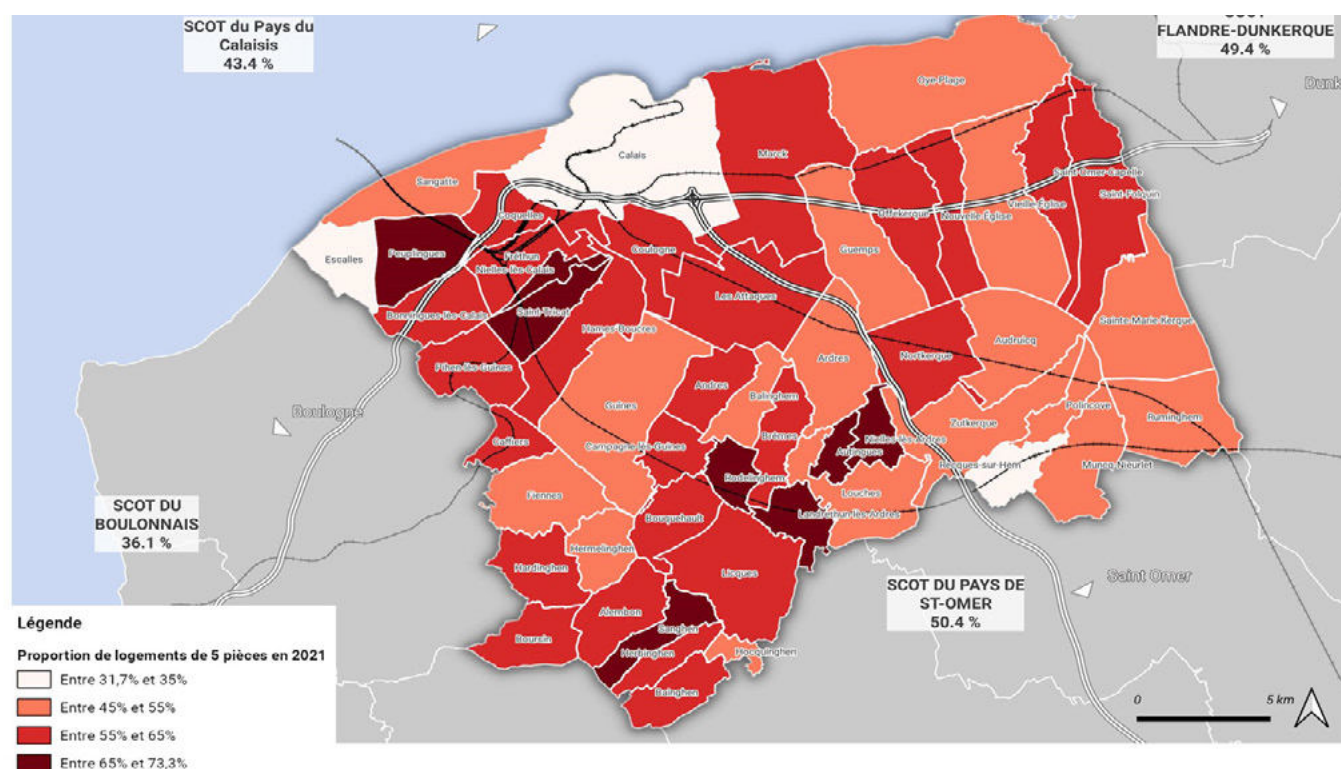 SCOT du Pays du
Calaisis
43.4 %
FLANDRE-DUNKERQUE
49.4 %
Dunk
Oye-Plage
Calais
Marck
Sangatte
Saint-Omer-Capelle
Coquelles
Offekerque
Nouvelle-Église
Vieille-Église
Saint-Folquin
Escalles
Peuplingues
Fréthun
Coulogne
Guemps
Nielles-lès-Calais
Les Attaques
Bonningues-lès-Calais
Saint-Tricat
Hames-Boucres
Sainte-Marie-Kerque
Audruicq
Ardres
Nortkerque
Pihen-lès-Guînes
Andres
Balinghem
Guînes
Polincove
Ruminghem
Boulogne
Zutkerque
Brêmes
Caffiers
Campagne-lès-Guines
Nielles-lès-Ardres
Autingues
Recques-sur-Hem
Muncq-Nieurlet
Rodelinghem
Fiennes
Louches
SCOT DU
BOULONNAIS
36.1 %
Landrethun-lès-Ardres
Bouquehault
Hermelinghen
Hardinghen
Licques
Saint Omer
SCOT DU PAYS DE
ST-OMER
50.4 %
Alembon
Sanghen
Boursin
Herbinghen
Hocquinghen
Bainghen
Légende
Proportion de logements de 5 pièces en 2021
Entre 31,7% et 35%
Entre 45% et 55%
Entre 55% et 65%
Entre 65% et 73,3%
0
5 km